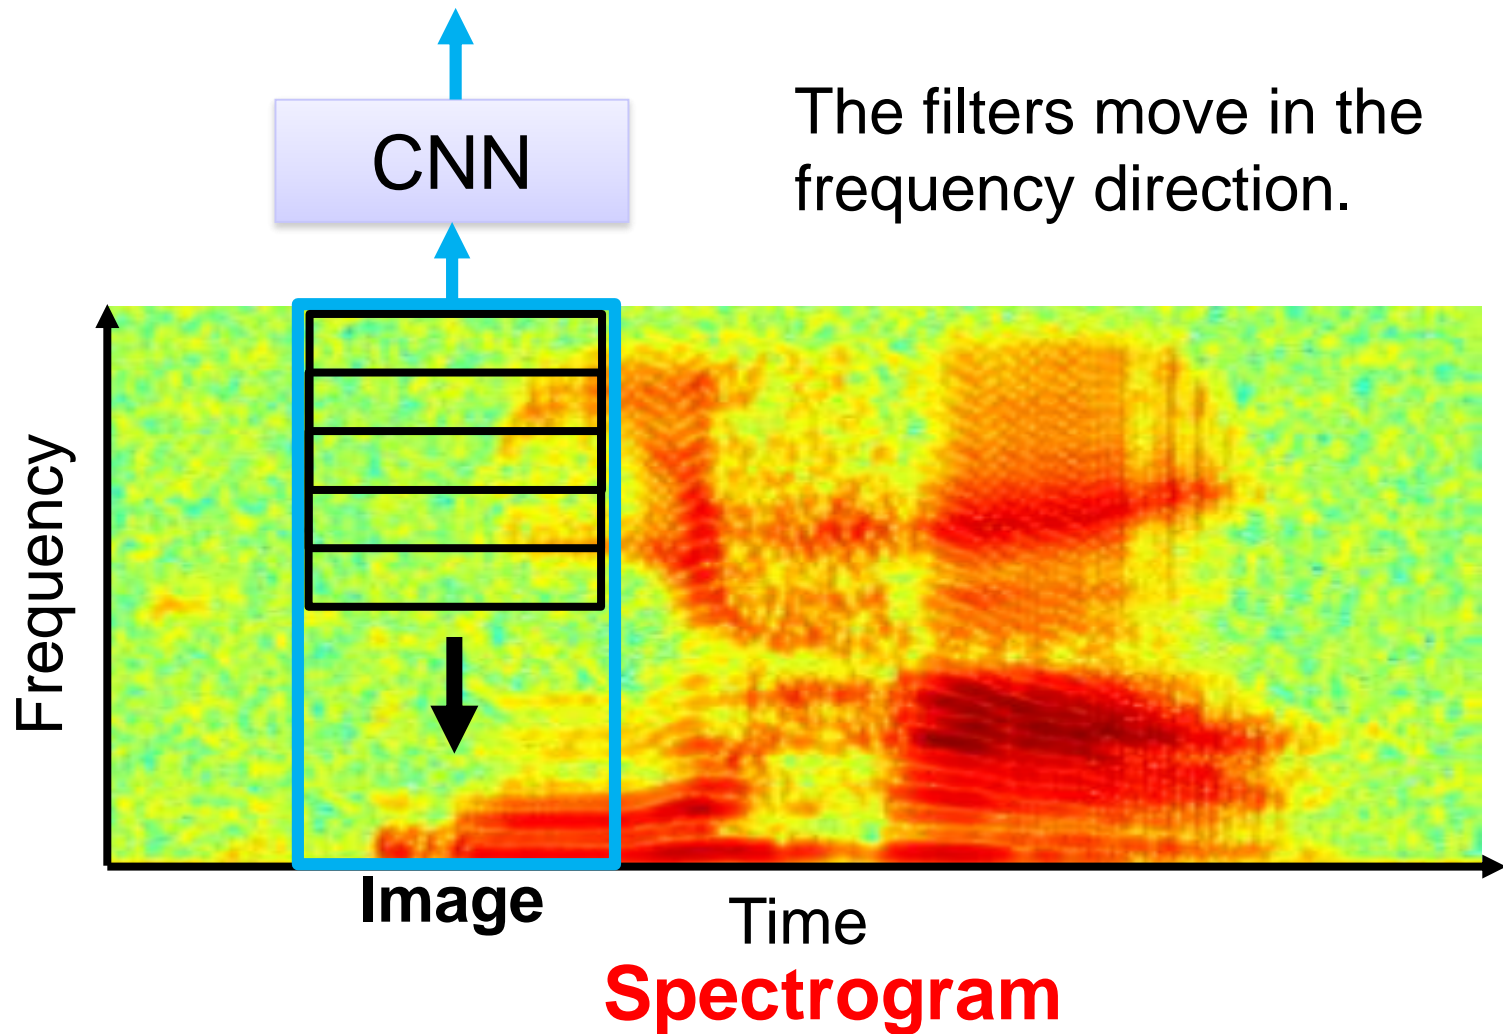 CNN
The filters move in the
frequency direction.
Frequency
Image
Time
Spectrogram